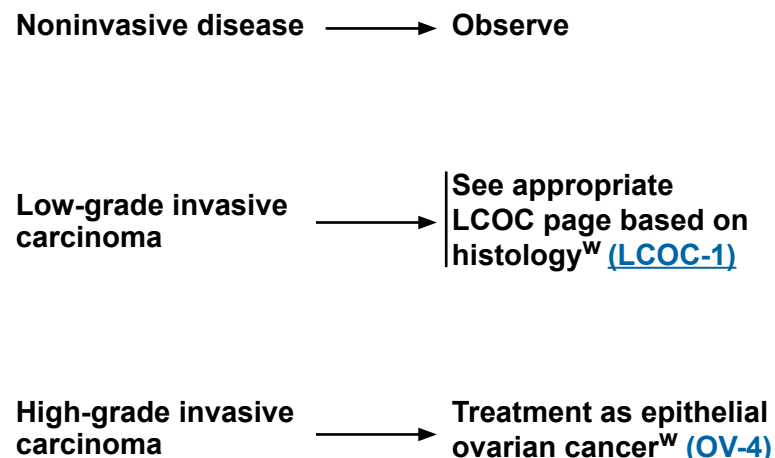 Noninvasive disease Observe
Low-grade invasive
carcinoma
See appropriate
LCOC page based on
histologyʷ (LCOC-1)
High-grade invasive
carcinoma
Treatment as epithelial
ovarian cancerʷ (OV-4)